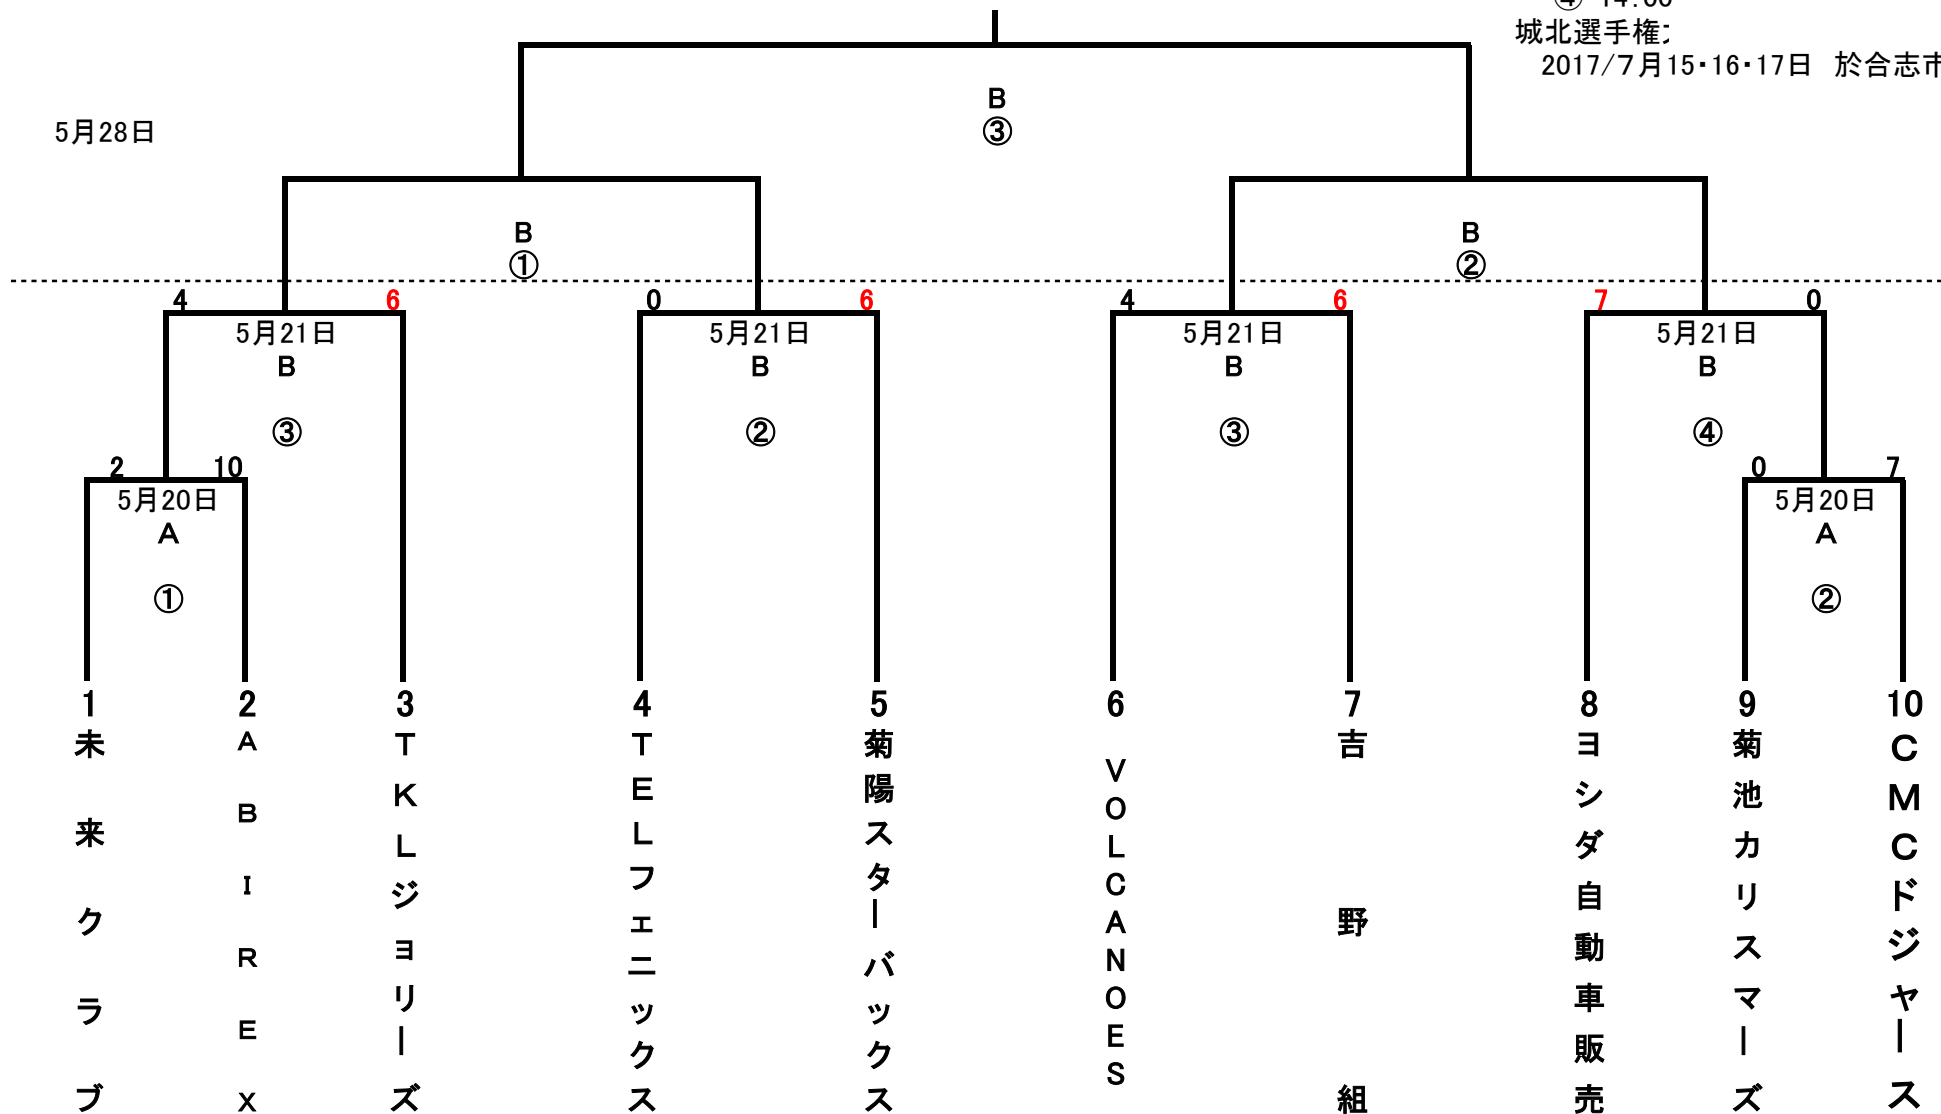 城北選手権
2017/7月15・16・17日　於合志市
B
③
5月28日
B
①
B
②
4 6 0 6 4 6 7 0
5月21日 5月21日 5月21日 5月21日
B B B B
③ ② ③ ④
2 10 0 7
5月20日 5月20日
A A
① ②
1 2 3 4 5 6 7 8 9 10
未来クラブ
ABIREX
TKLジョリーズ
TELフェニックス
菊陽スターバックス
VOLCANOES
吉野組
ヨシダ自動車販売
菊池カリスマーズ
CMCドジャース